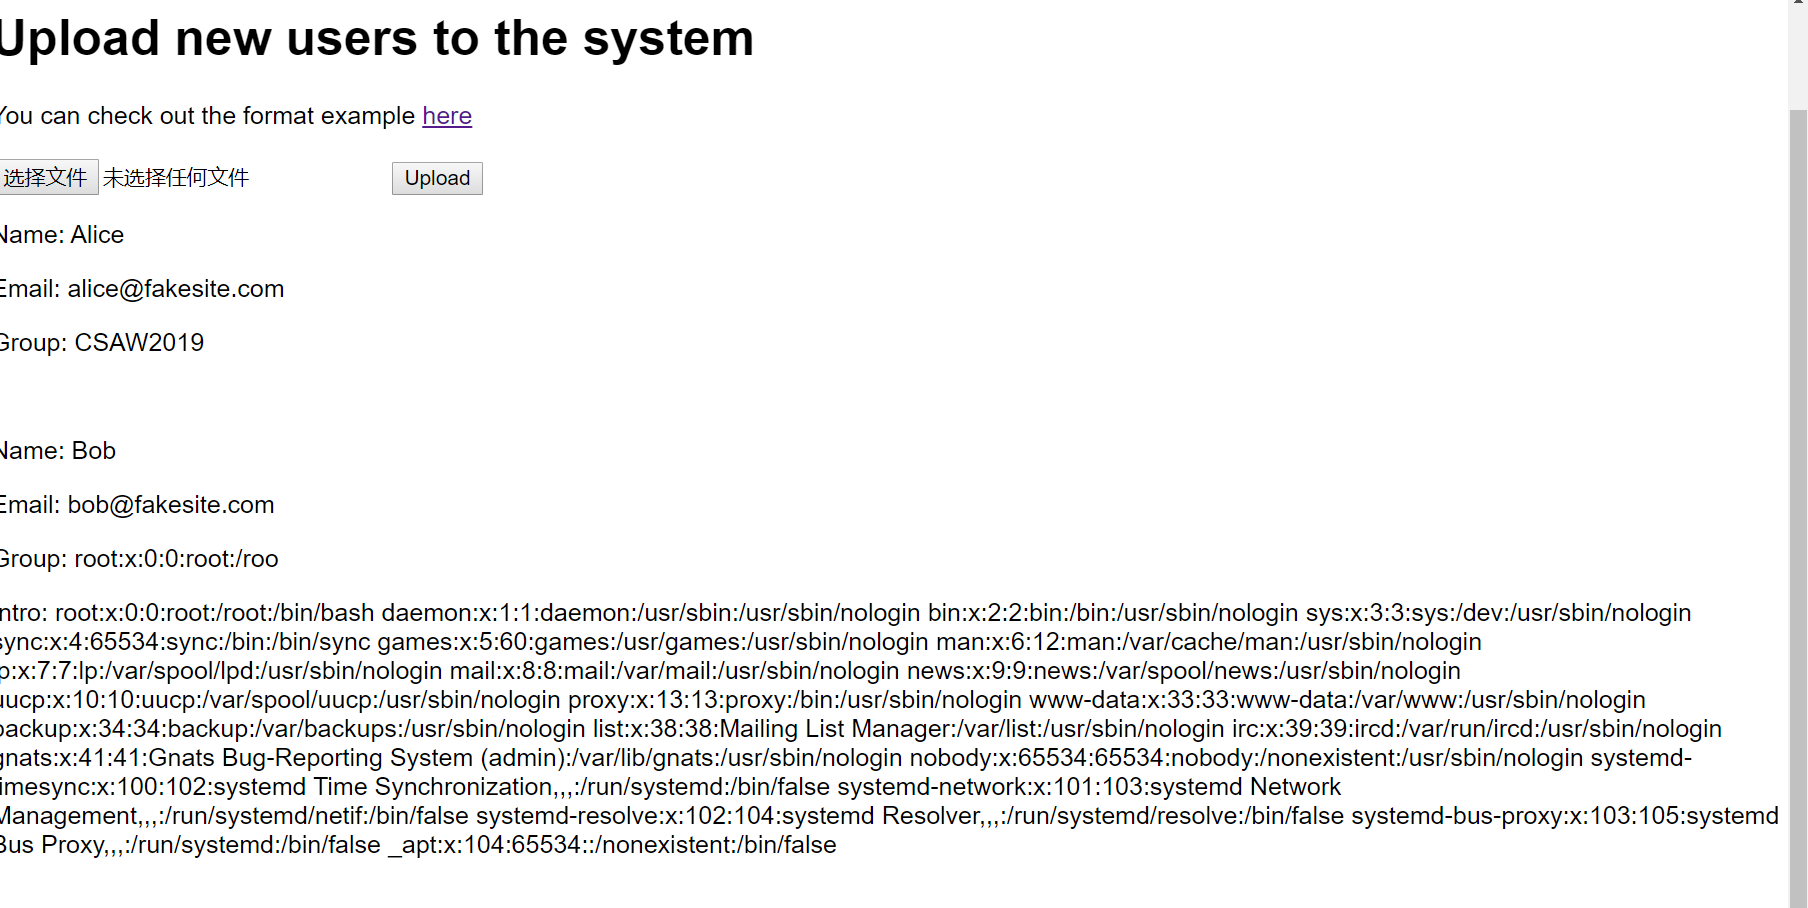 Upload new users to the system
You can check out the format example here
选择文件 未选择任何文件 Upload
Name: Alice
Email: alice@fakesite.com
Group: CSAW2019
Name: Bob
Email: bob@fakesite.com
Group: root:x:0:0:root:/roo
Intro: root:x:0:0:root:/root:/bin/bash daemon:x:1:1:daemon:/usr/sbin:/usr/sbin/nologin bin:x:2:2:bin:/bin:/usr/sbin/nologin sys:x:3:3:sys:/dev:/usr/sbin/nologin
sync:x:4:65534:sync:/bin:/bin/sync games:x:5:60:games:/usr/games:/usr/sbin/nologin man:x:6:12:man:/var/cache/man:/usr/sbin/nologin
lp:x:7:7:lp:/var/spool/lpd:/usr/sbin/nologin mail:x:8:8:mail:/var/mail:/usr/sbin/nologin news:x:9:9:news:/var/spool/news:/usr/sbin/nologin
uucp:x:10:10:uucp:/var/spool/uucp:/usr/sbin/nologin proxy:x:13:13:proxy:/bin:/usr/sbin/nologin www-data:x:33:33:www-data:/var/www:/usr/sbin/nologin
backup:x:34:34:backup:/var/backups:/usr/sbin/nologin list:x:38:38:Mailing List Manager:/var/list:/usr/sbin/nologin irc:x:39:39:ircd:/var/run/ircd:/usr/sbin/nologin
gnats:x:41:41:Gnats Bug-Reporting System (admin):/var/lib/gnats:/usr/sbin/nologin nobody:x:65534:65534:nobody:/nonexistent:/usr/sbin/nologin systemd-
timesync:x:100:102:systemd Time Synchronization,,,:/run/systemd:/bin/false systemd-network:x:101:103:systemd Network
Management,,,:/run/systemd/netif:/bin/false systemd-resolve:x:102:104:systemd Resolver,,,:/run/systemd/resolve:/bin/false systemd-bus-proxy:x:103:105:systemd
Bus Proxy,,,:/run/systemd:/bin/false _apt:x:104:65534::/nonexistent:/bin/false